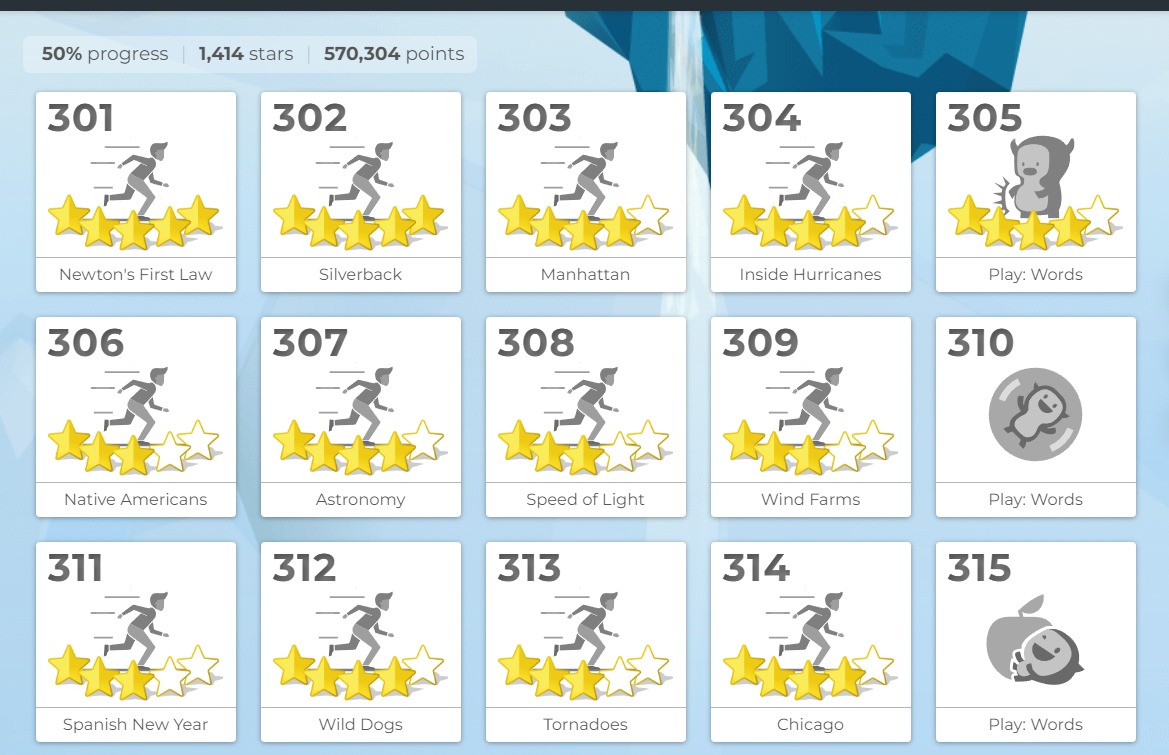 50% progress | 1,414 stars | 570,304 points
301 302 303 304 305
Newton's First Law Silverback Manhattan Inside Hurricanes Play: Words
306 307 308 309 310
Native Americans Astronomy Speed of Light Wind Farms Play: Words
311 312 313 314 315
Spanish New Year Wild Dogs Tornadoes Chicago Play: Words